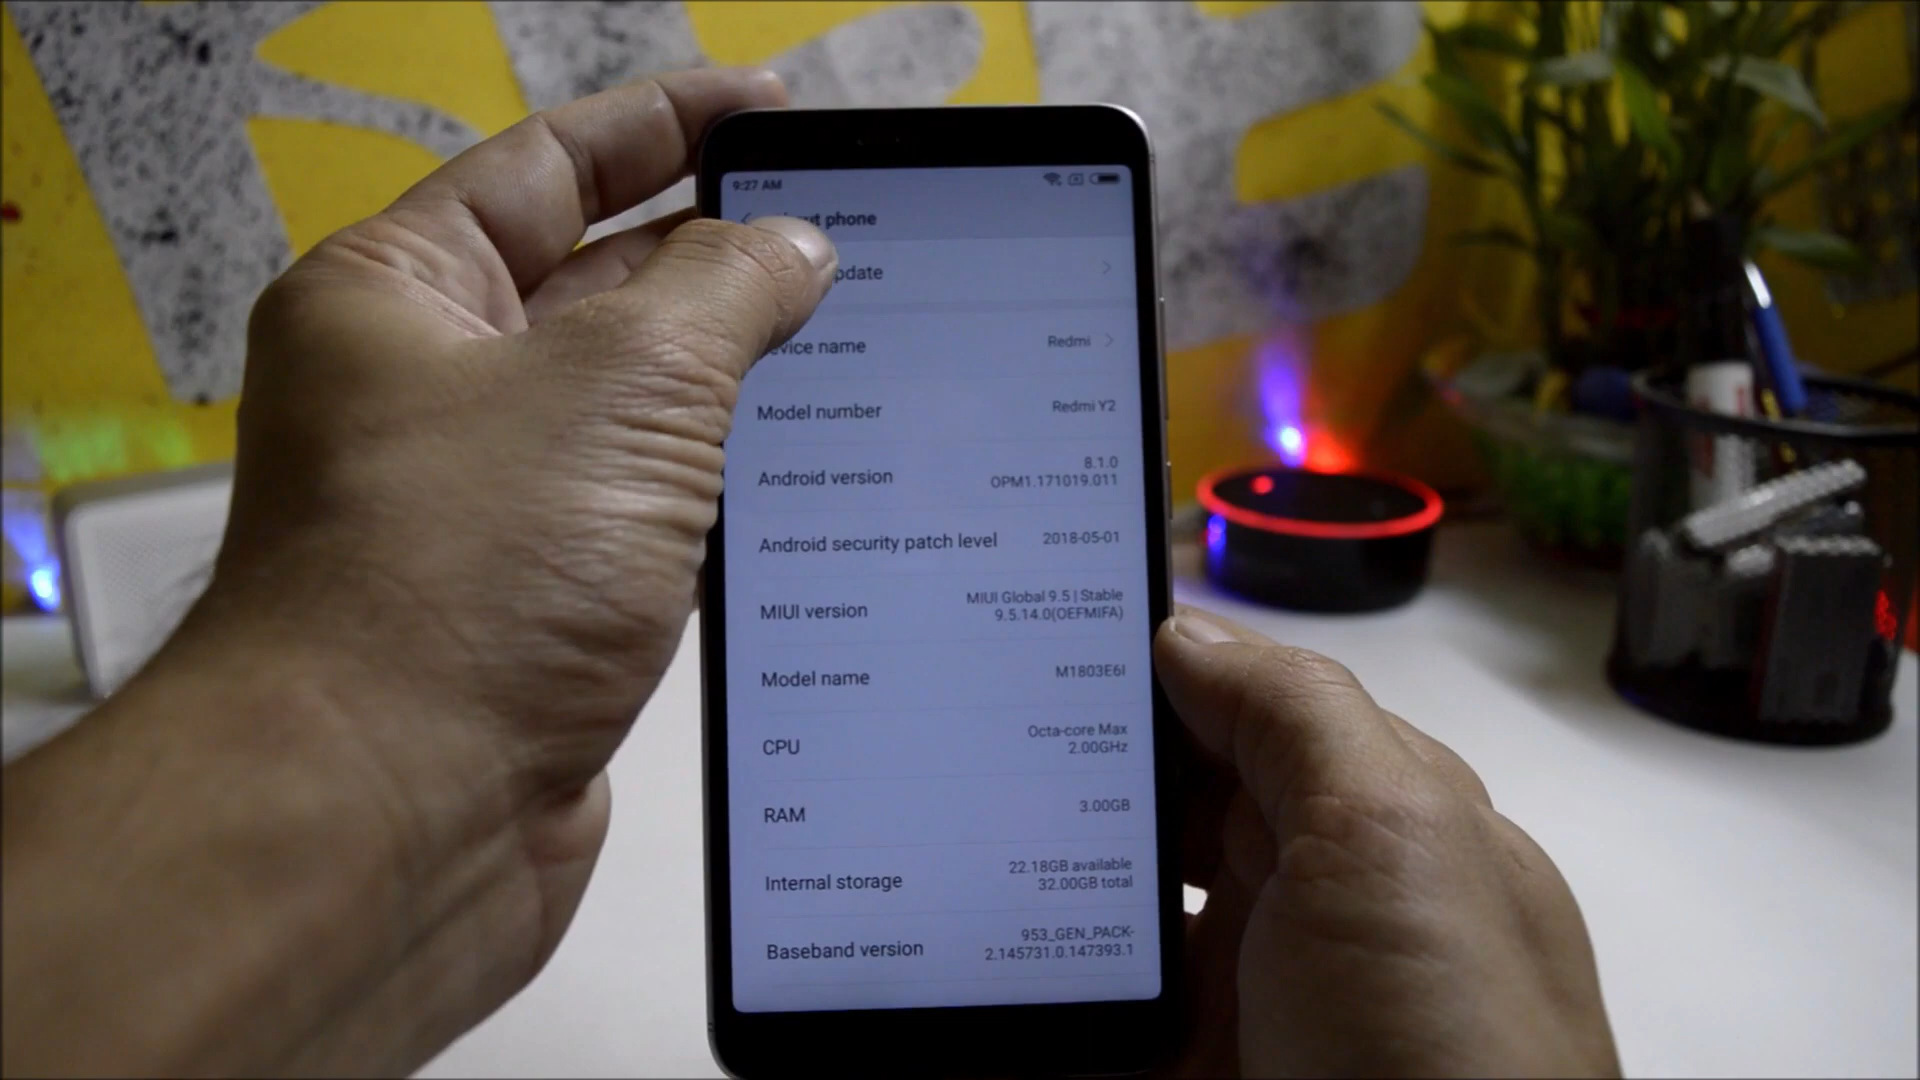 9:27 AM
phone
pdate
evice name Redmi
Model number Redmi Y2
Android version 8.1.0
OPM1.171019.011
Android security patch level 2018-05-01
MIUI version MIUI Global 9.5 | Stable
9.5.14.0(OEFMIFA)
Model name M1803E6I
CPU Octa-core Max
2.00GHz
RAM 3.00GB
Internal storage 22.18GB available
32.00GB total
Baseband version 953_GEN_PACK-
2.145731.0.147393.1